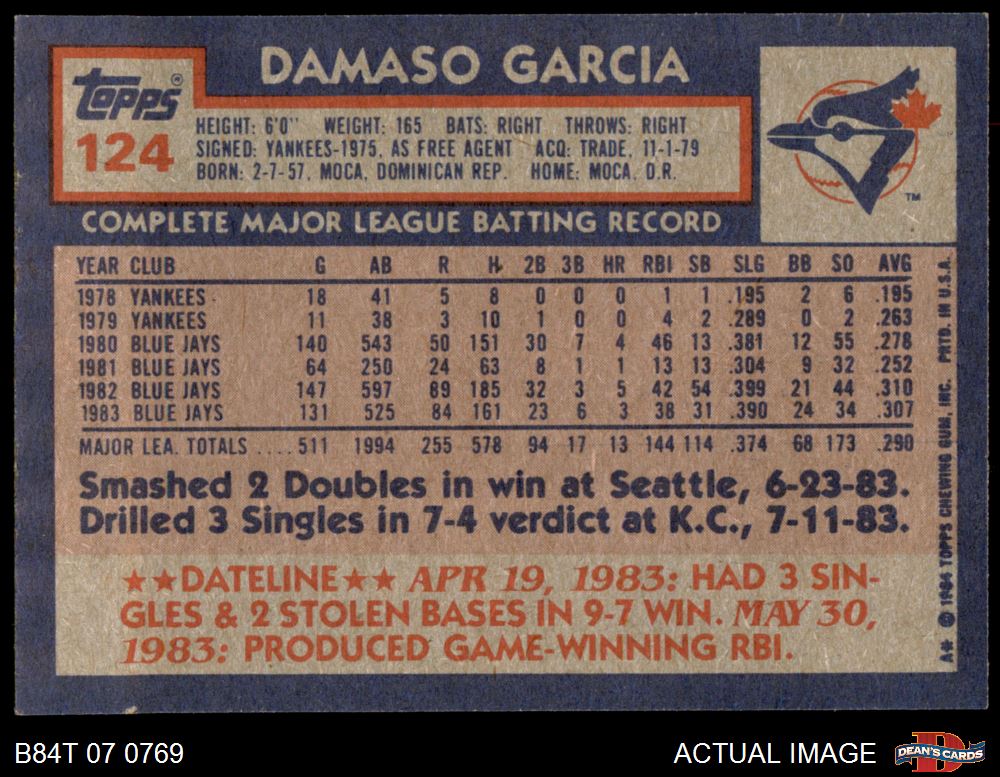 DAMASO GARCIA
Topps®
124
HEIGHT: 6'0" WEIGHT: 165 BATS: RIGHT THROWS: RIGHT
SIGNED: YANKEES-1975, AS FREE AGENT ACQ: TRADE, 11-1-79
BORN: 2-7-57, MOCA, DOMINICAN REP. HOME: MOCA, D.R.
TM
COMPLETE MAJOR LEAGUE BATTING RECORD
YEAR CLUB G AB R H 2B 3B HR RBI SB SLG BB SO AVG
1978 YANKEES 18 41 5 8 0 0 0 1 1 .195 2 6 .195
1979 YANKEES 11 38 3 10 1 0 0 4 2 .289 0 2 .263
1980 BLUE JAYS 140 543 50 151 30 7 4 46 13 .381 12 55 .278
1981 BLUE JAYS 64 250 24 63 8 1 1 13 13 .304 9 32 .252
1982 BLUE JAYS 147 597 89 185 32 3 5 42 54 .399 21 44 .310
1983 BLUE JAYS 131 525 84 161 23 6 3 38 31 .390 24 34 .307
MAJOR LEA. TOTALS ....511 1994 255 578 94 17 13 144 114 .374 68 173 .290
Smashed 2 Doubles in win at Seattle, 6-23-83.
Drilled 3 Singles in 7-4 verdict at K.C., 7-11-83.
★★DATELINE★★ APR 19, 1983: HAD 3 SIN-
GLES & 2 STOLEN BASES IN 9-7 WIN. MAY 30,
1983: PRODUCED GAME-WINNING RBI.
A* © 1984 TOPPS CHEWING GUM, INC. PRTD. IN U.S.A.
B84T 07 0769
ACTUAL IMAGE
D
DEAN'S CARDS